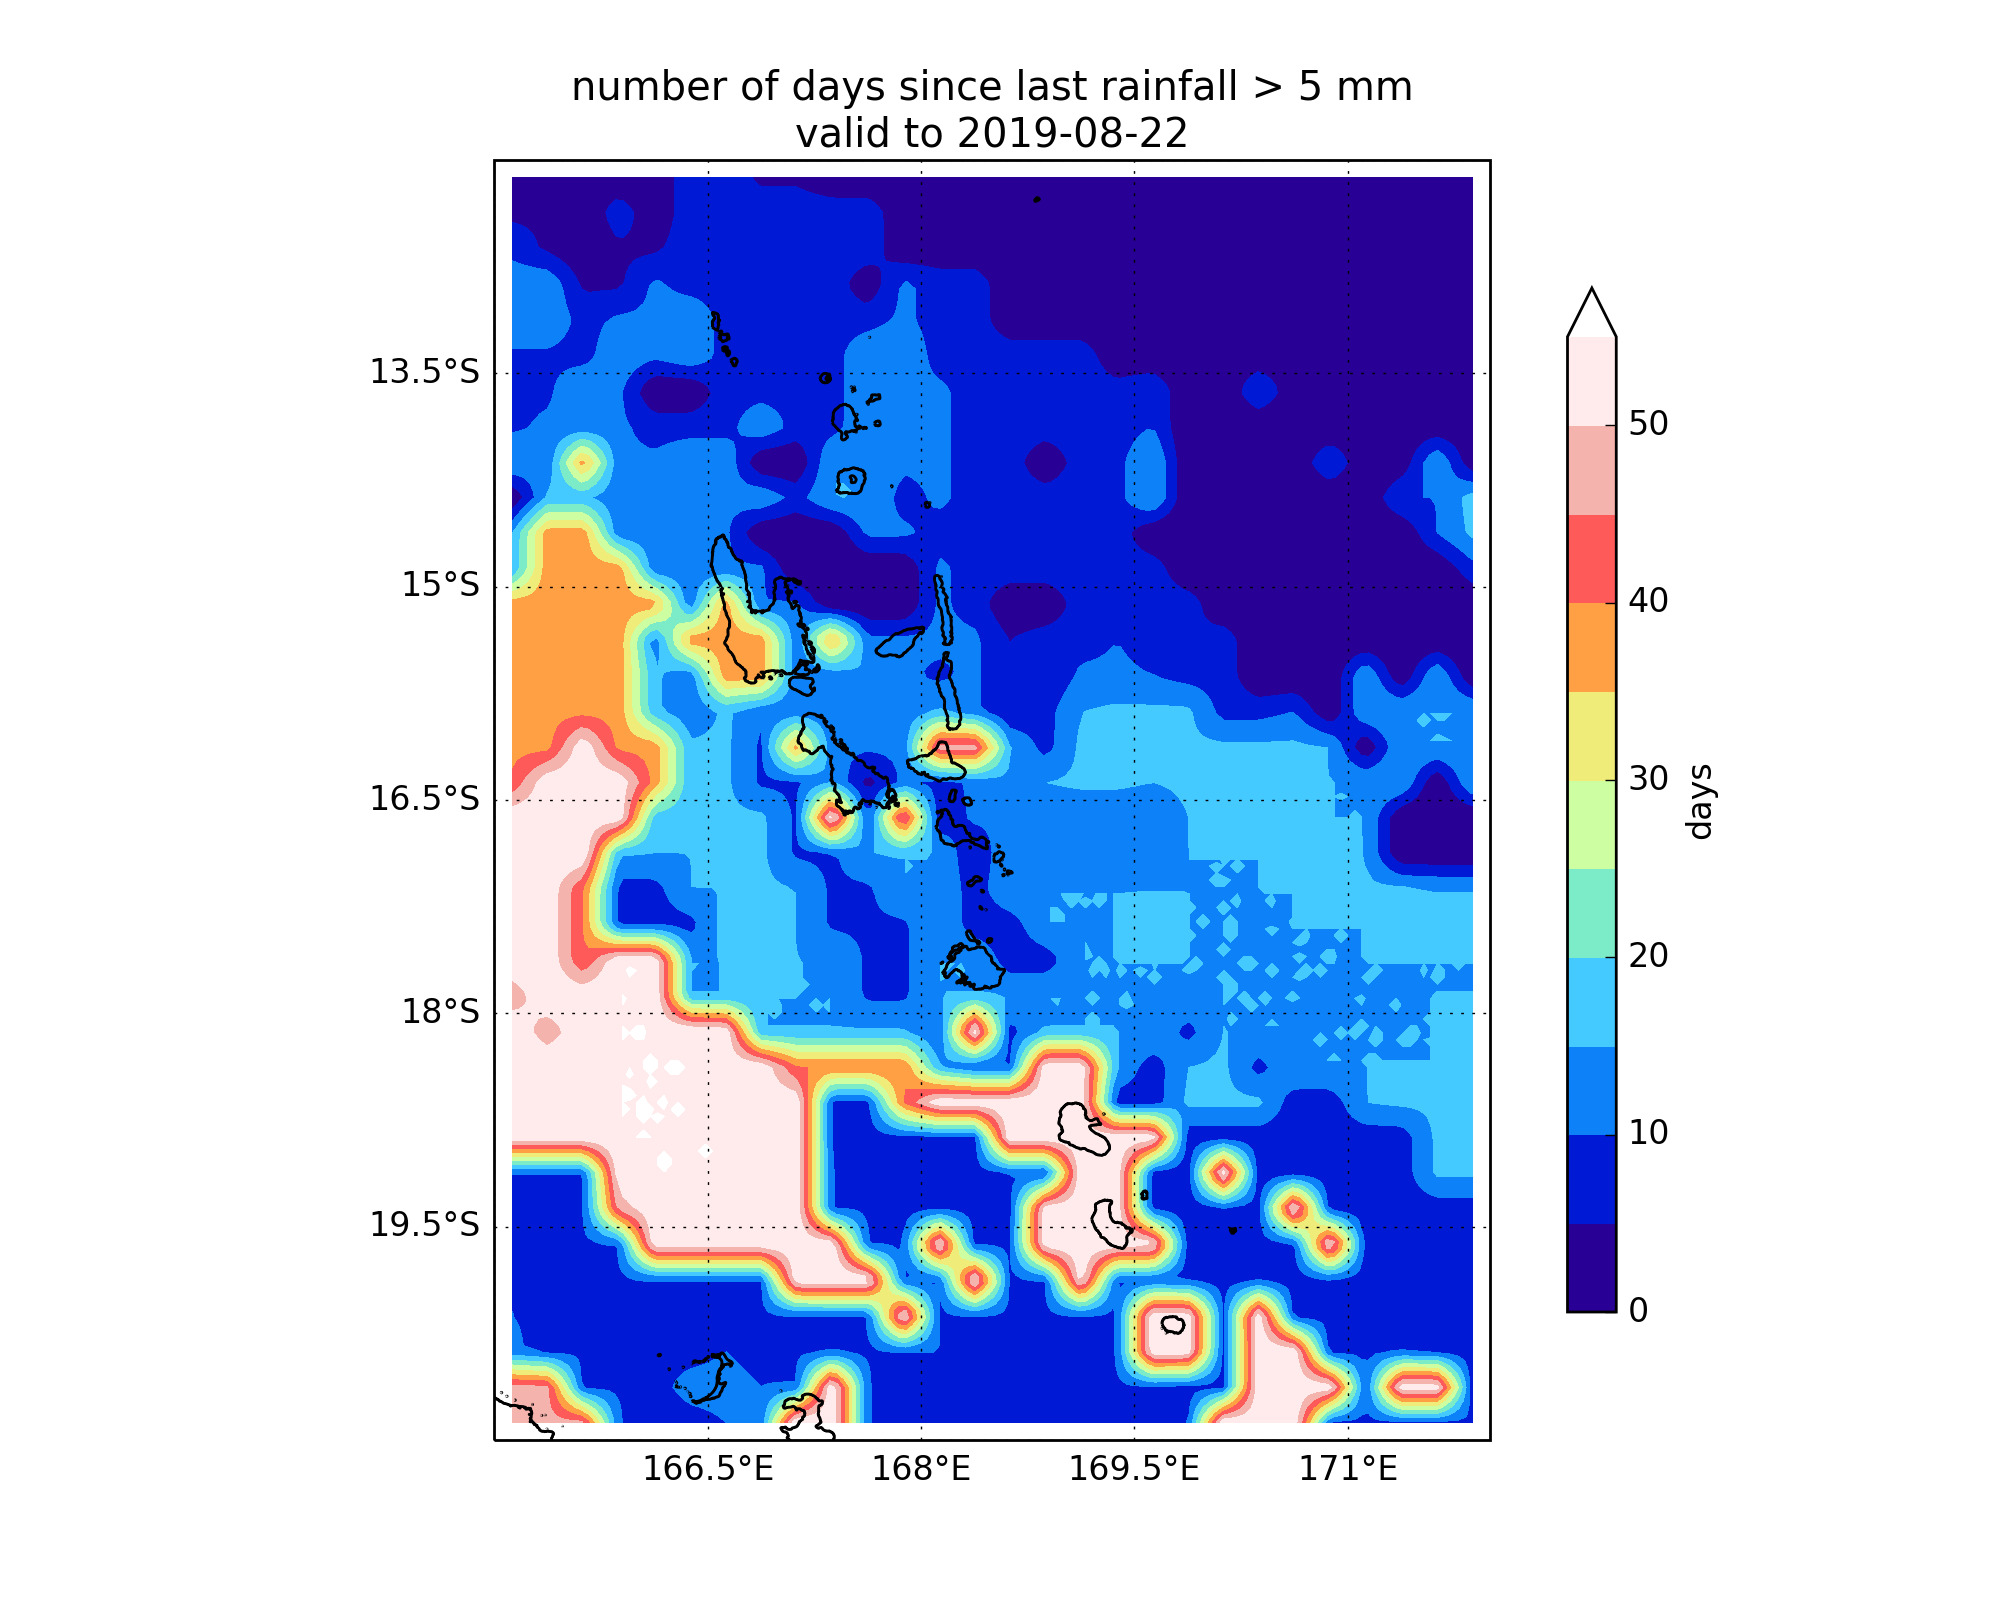 number of days since last rainfall > 5 mm
valid to 2019-08-22
13.5°S
15°S
16.5°S
18°S
19.5°S
166.5°E
168°E
169.5°E
171°E
50
40
30
20
10
0
days